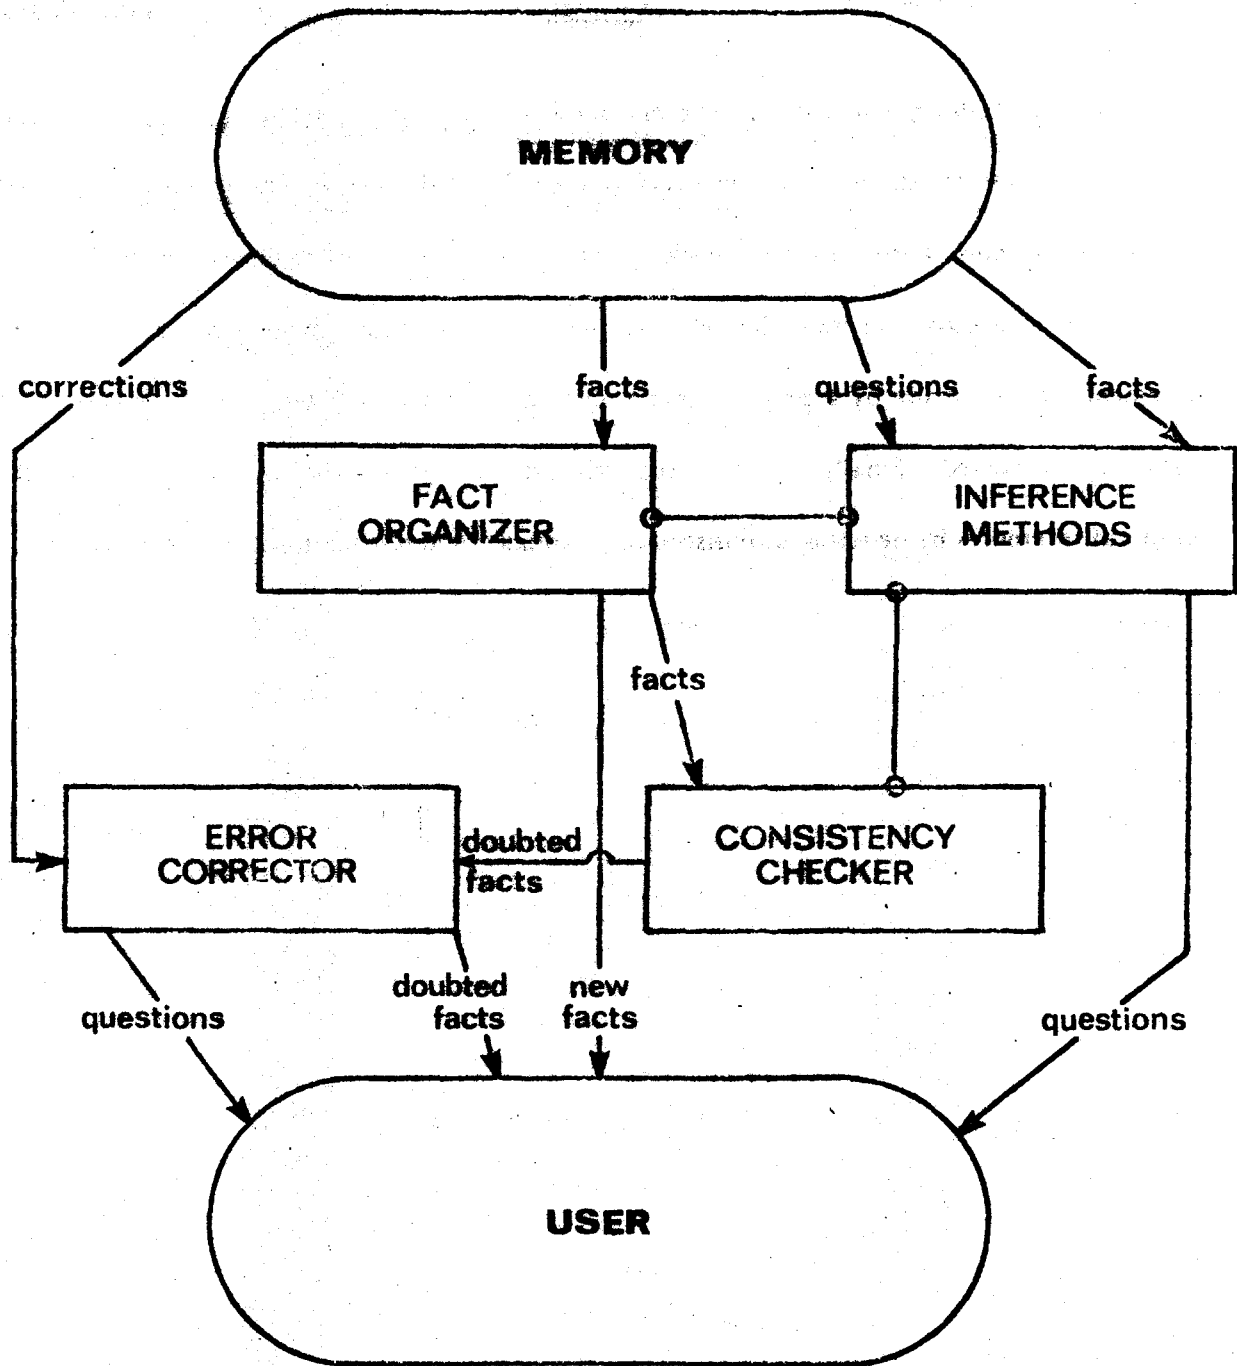 MEMORY
corrections
facts
questions
facts
FACT
ORGANIZER
INFERENCE
METHODS
facts
ERROR
CORRECTOR
doubted
facts
CONSISTENCY
CHECKER
questions
doubted
facts
new
facts
questions
USER